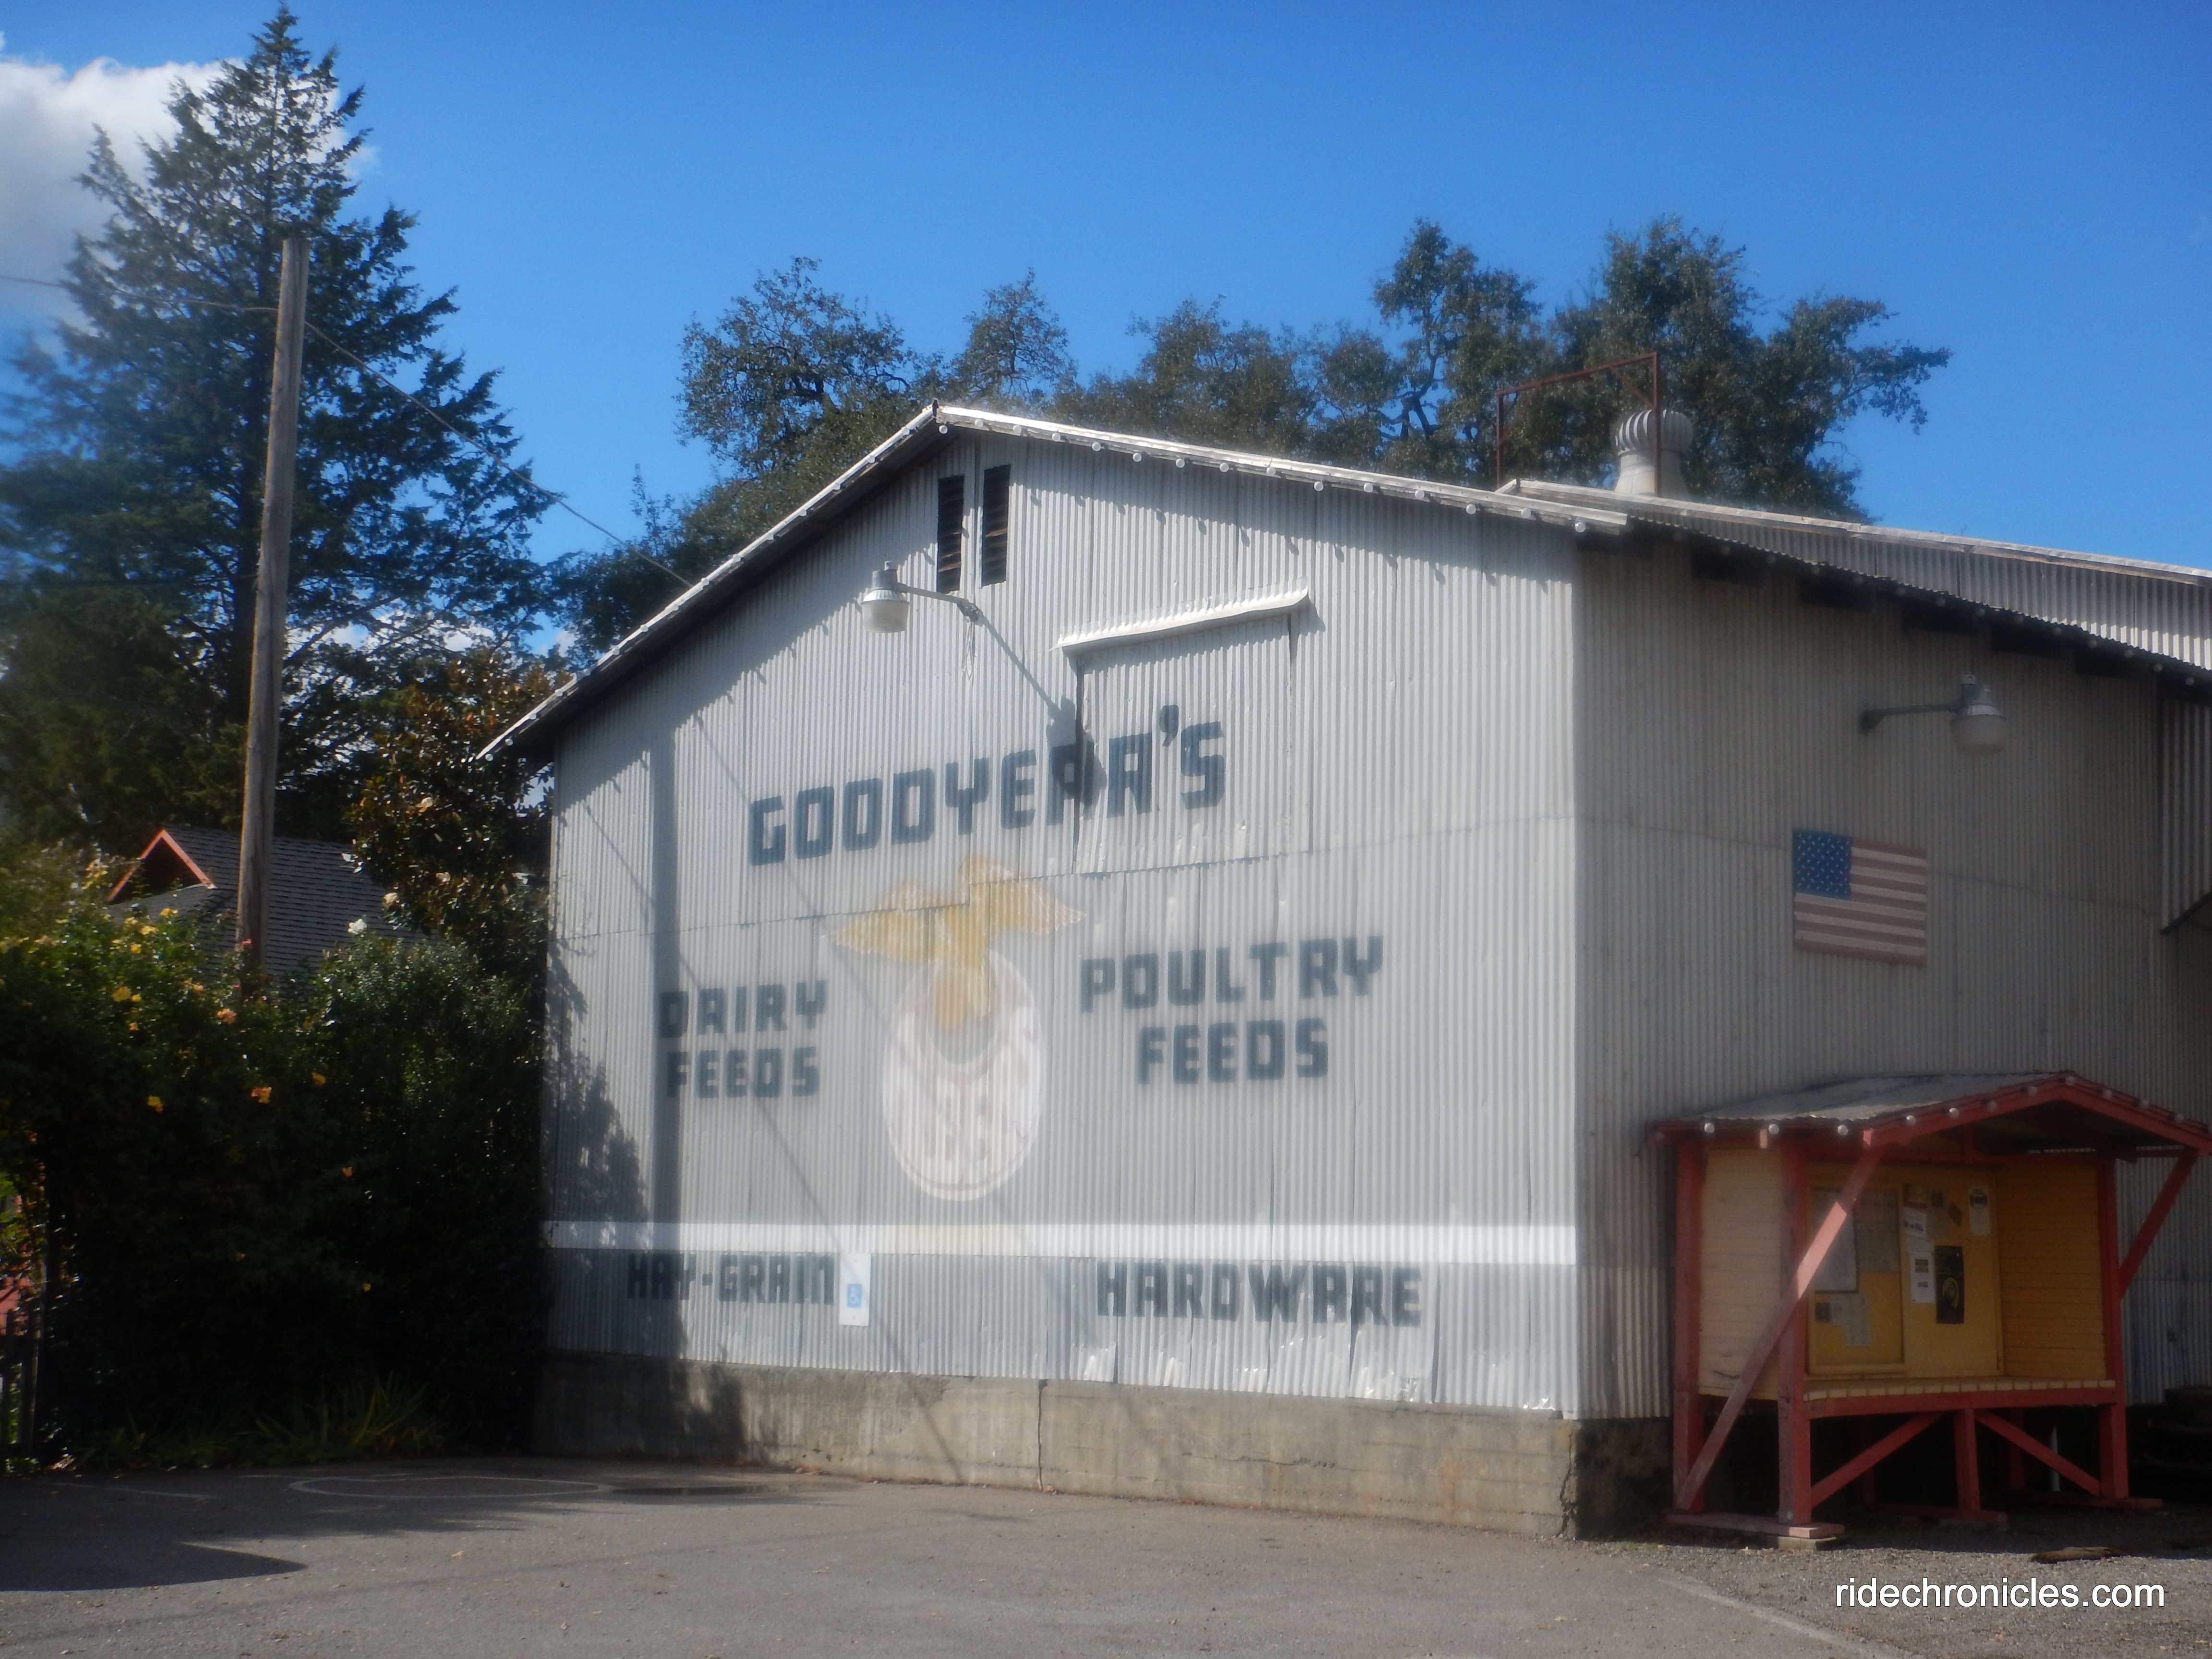 GOODYEAR'S
DAIRY
FEEDS
POULTRY
FEEDS
HAY-GRAIN
HARDWARE
ridechronicles.com